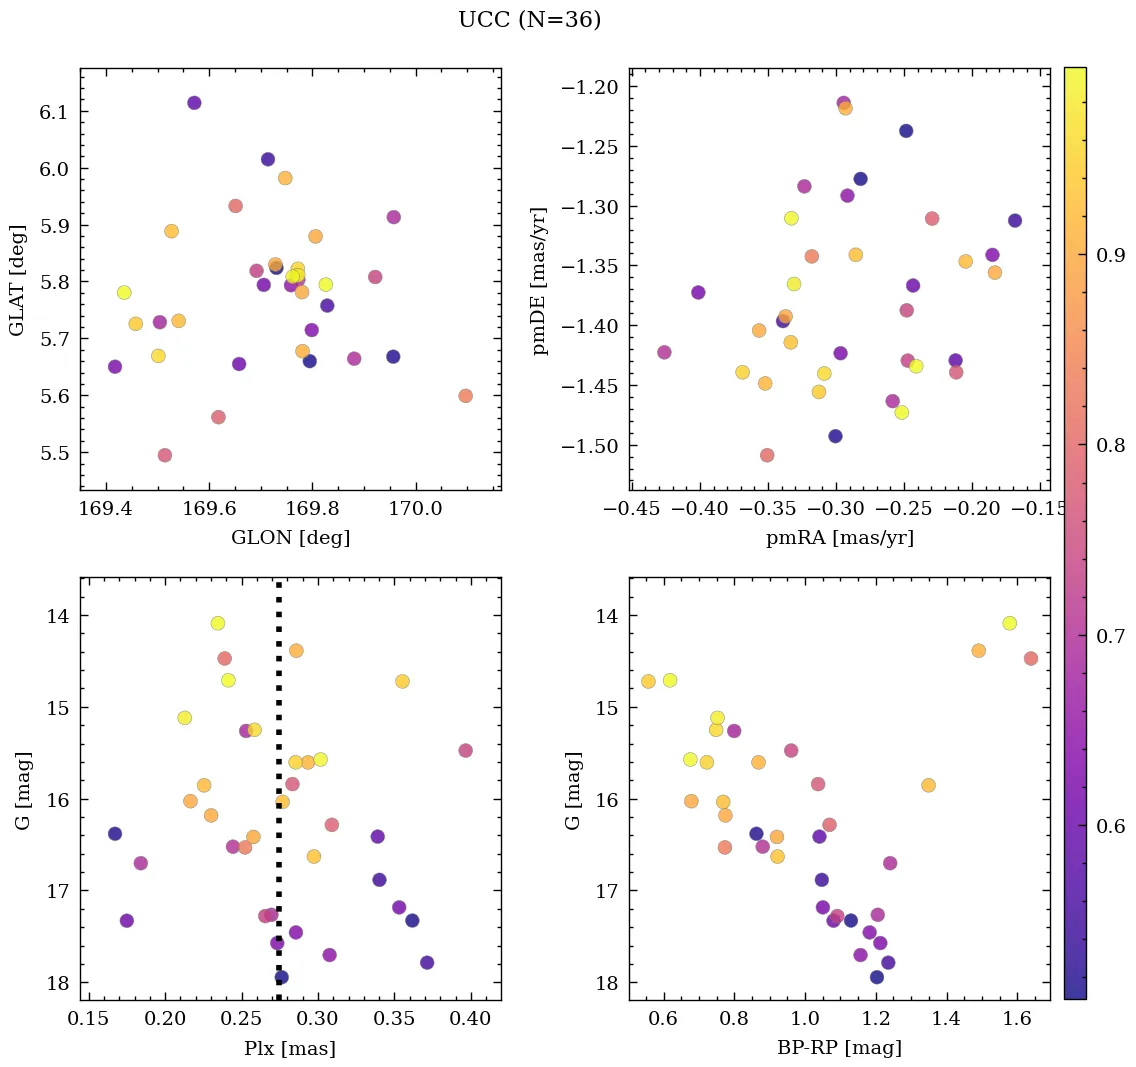 UCC (N=36)
6.1
6.0
5.9
5.8
5.7
5.6
5.5
GLAT [deg]
169.4 169.6 169.8 170.0
GLON [deg]
−1.20
−1.25
−1.30
−1.35
−1.40
−1.45
−1.50
pmDE [mas/yr]
−0.45 −0.40 −0.35 −0.30 −0.25 −0.20 −0.15
pmRA [mas/yr]
14
15
16
17
18
G [mag]
0.15 0.20 0.25 0.30 0.35 0.40
Plx [mas]
14
15
16
17
18
G [mag]
0.6 0.8 1.0 1.2 1.4 1.6
BP-RP [mag]
0.9
0.8
0.7
0.6